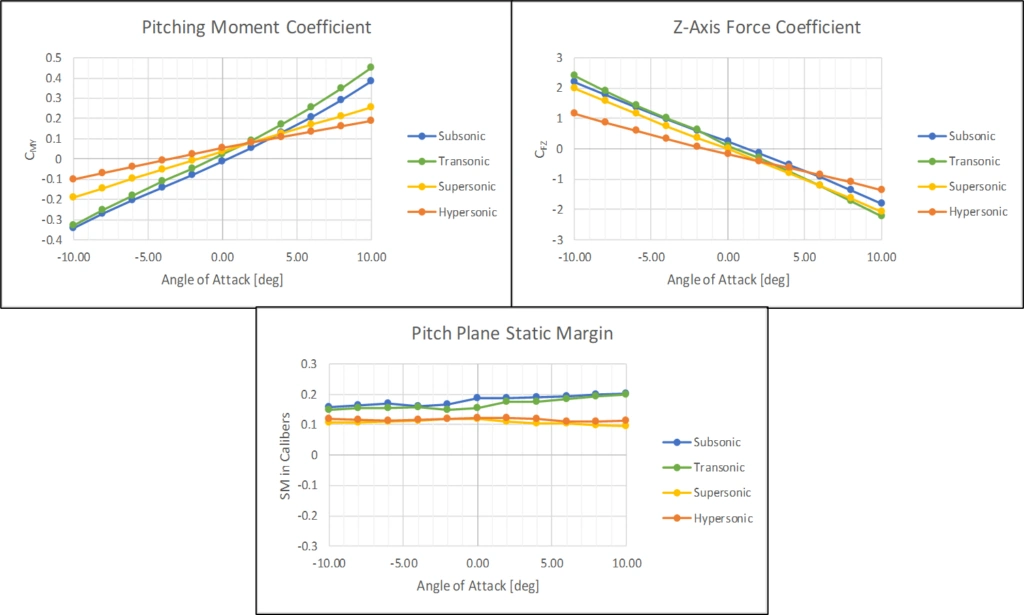 Pitching Moment Coefficient
0.5
0.4
0.3
0.2
0.1
0
-0.1
-0.2
-0.3
-0.4
C_MY
-10.00 -5.00 0.00 5.00 10.00
Angle of Attack [deg]
Subsonic
Transonic
Supersonic
Hypersonic
Z-Axis Force Coefficient
3
2
1
0
-1
-2
-3
C_FZ
-10.00 -5.00 0.00 5.00 10.00
Angle of Attack [deg]
Subsonic
Transonic
Supersonic
Hypersonic
Pitch Plane Static Margin
0.3
0.2
0.1
0
-0.1
-0.2
-0.3
SM in Calibers
-10.00 -5.00 0.00 5.00 10.00
Angle of Attack [deg]
Subsonic
Transonic
Supersonic
Hypersonic